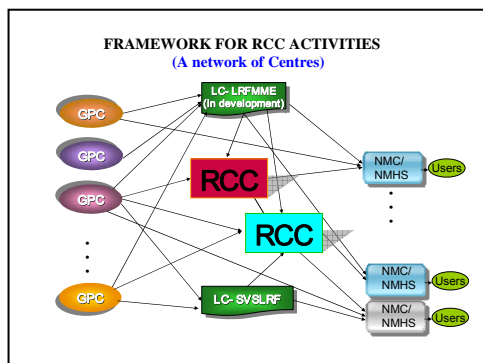 FRAMEWORK FOR RCC ACTIVITIES
(A network of Centres)
LC- LRFMME
(In development)
GPC
GPC
GPC
GPC
RCC
RCC
LC- SVSLRF
NMC/
NMHS
Users
NMC/
NMHS
Users
NMC/
NMHS
Users